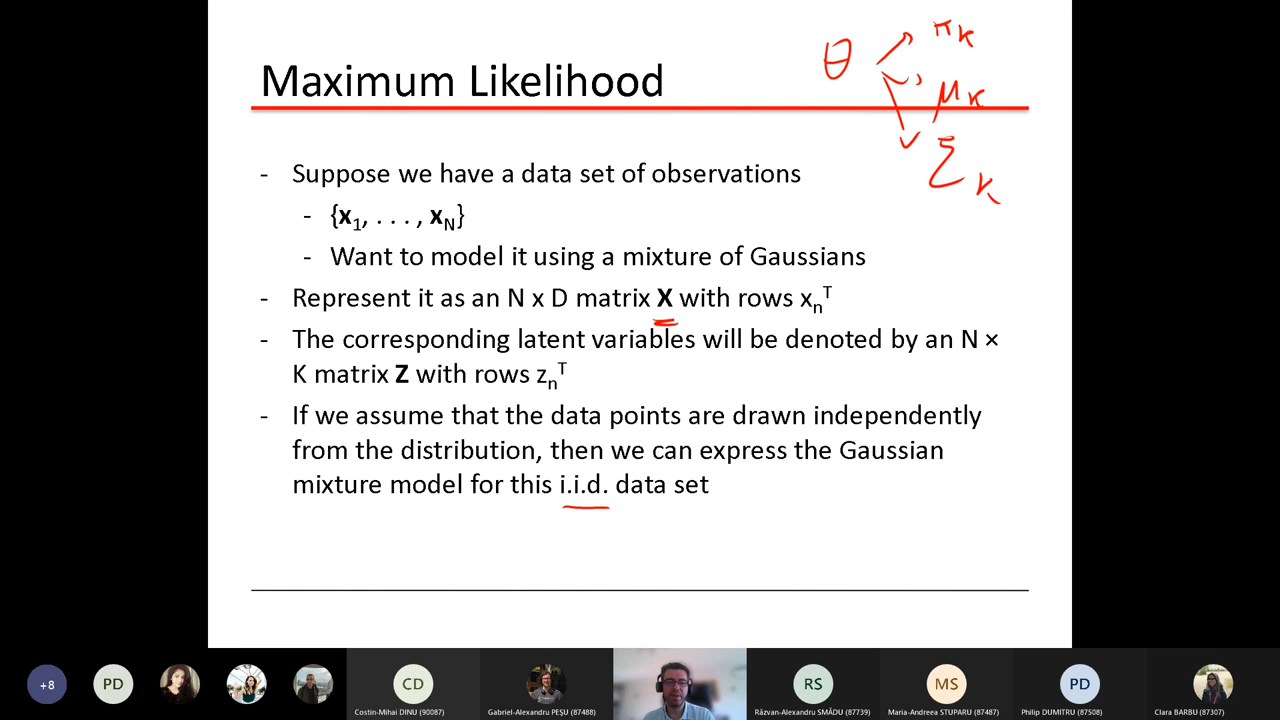 Maximum Likelihood
θ
π K
μ K
Σ K
- Suppose we have a data set of observations
- {x1, . . . , xN}
- Want to model it using a mixture of Gaussians
- Represent it as an N x D matrix X with rows xnT
- The corresponding latent variables will be denoted by an N ×
K matrix Z with rows znT
- If we assume that the data points are drawn independently
from the distribution, then we can express the Gaussian
mixture model for this i.i.d. data set
+8
PD
CD
RS
MS
PD
Costin-Mihai DINU (90087)
Gabriel-Alexandru PEȘU (87488)
Răzvan-Alexandru SMĂDU (87739)
Maria-Andreea STUPARU (87487)
Philip DUMITRU (87508)
Clara BARBU (87307)